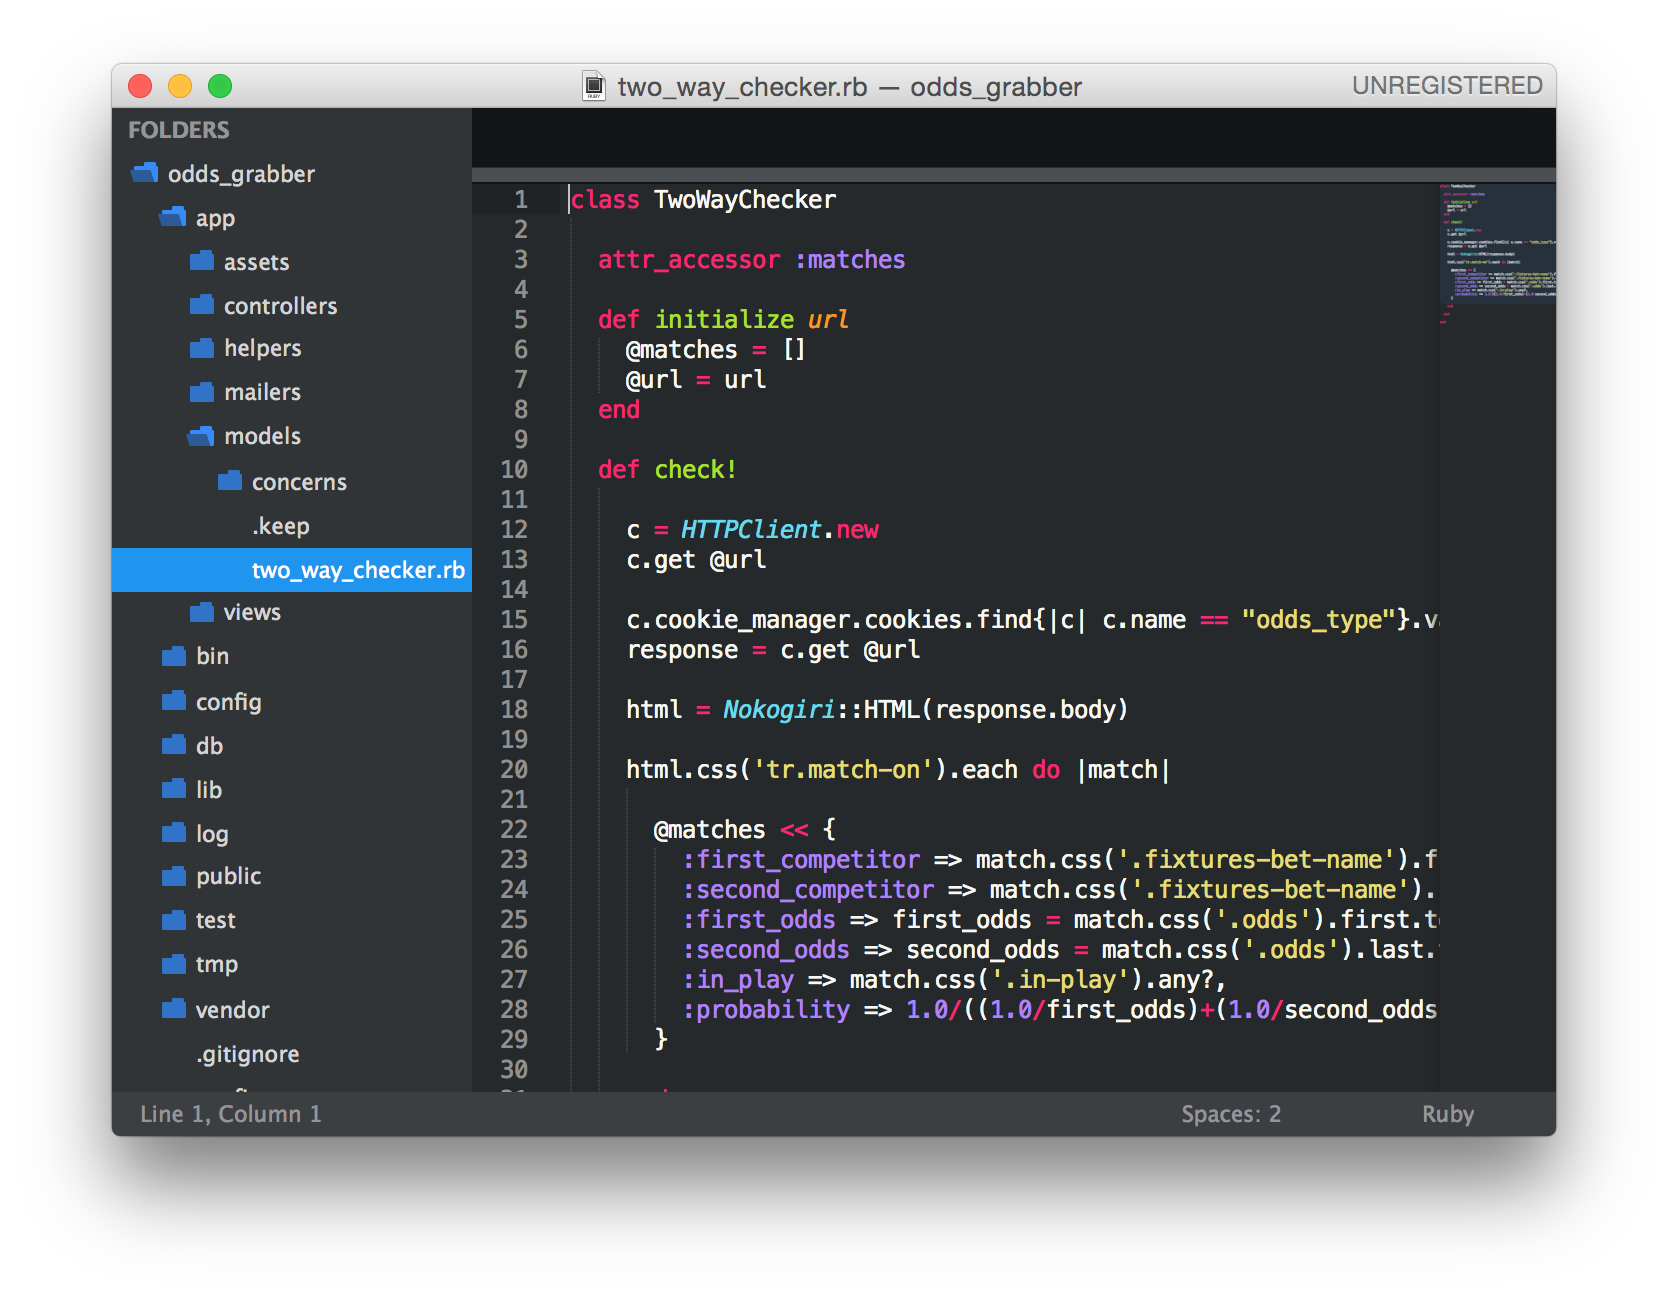 two_way_checker.rb — odds_grabber
UNREGISTERED
FOLDERS
odds_grabber
app
assets
controllers
helpers
mailers
models
concerns
.keep
two_way_checker.rb
views
bin
config
db
lib
log
public
test
tmp
vendor
.gitignore
1 class TwoWayChecker
2
3   attr_accessor :matches
4
5   def initialize url
6     @matches = []
7     @url = url
8   end
9
10   def check!
11
12     c = HTTPClient.new
13     c.get @url
14
15     c.cookie_manager.cookies.find{|c| c.name == "odds_type"}.v
16     response = c.get @url
17
18     html = Nokogiri::HTML(response.body)
19
20     html.css('tr.match-on').each do |match|
21
22       @matches << {
23         :first_competitor => match.css('.fixtures-bet-name').f
24         :second_competitor => match.css('.fixtures-bet-name').
25         :first_odds => first_odds = match.css('.odds').first.t
26         :second_odds => second_odds = match.css('.odds').last.
27         :in_play => match.css('.in-play').any?,
28         :probability => 1.0/((1.0/first_odds)+(1.0/second_odds
29       }
30
Line 1, Column 1
Spaces: 2
Ruby